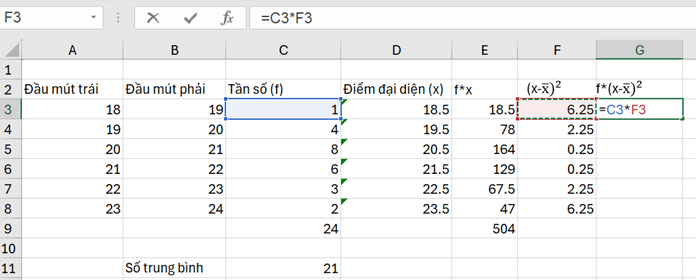 F3 =C3*F3
A B C D E F G
1
2 Đầu mút trái Đầu mút phải Tần số (f) Điểm đại diện (x) f*x (x-x̅)² f*(x-x̅)²
3 18 19 1 18.5 18.5 6.25 =C3*F3
4 19 20 4 19.5 78 2.25
5 20 21 8 20.5 164 0.25
6 21 22 6 21.5 129 0.25
7 22 23 3 22.5 67.5 2.25
8 23 24 2 23.5 47 6.25
9 24 504
10
11 Số trung bình 21